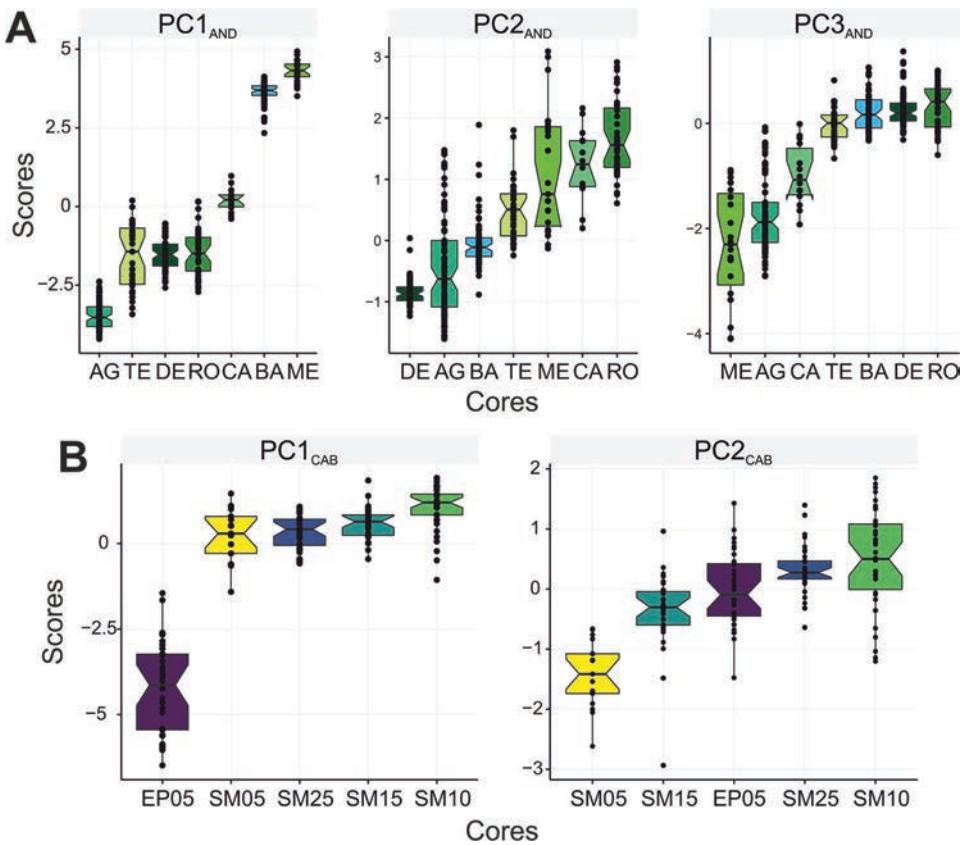 A
PC1AND
PC2AND
PC3AND
Scores
5
2.5
0
−2.5
3
2
1
0
−1
0
−2
−4
AG TE DE RO CA BA ME
DE AG BA TE ME CA RO
ME AG CA TE BA DE RO
Cores
B
PC1CAB
PC2CAB
Scores
0
−2.5
−5
2
1
0
−1
−2
−3
EP05 SM05 SM25 SM15 SM10
SM05 SM15 EP05 SM25 SM10
Cores